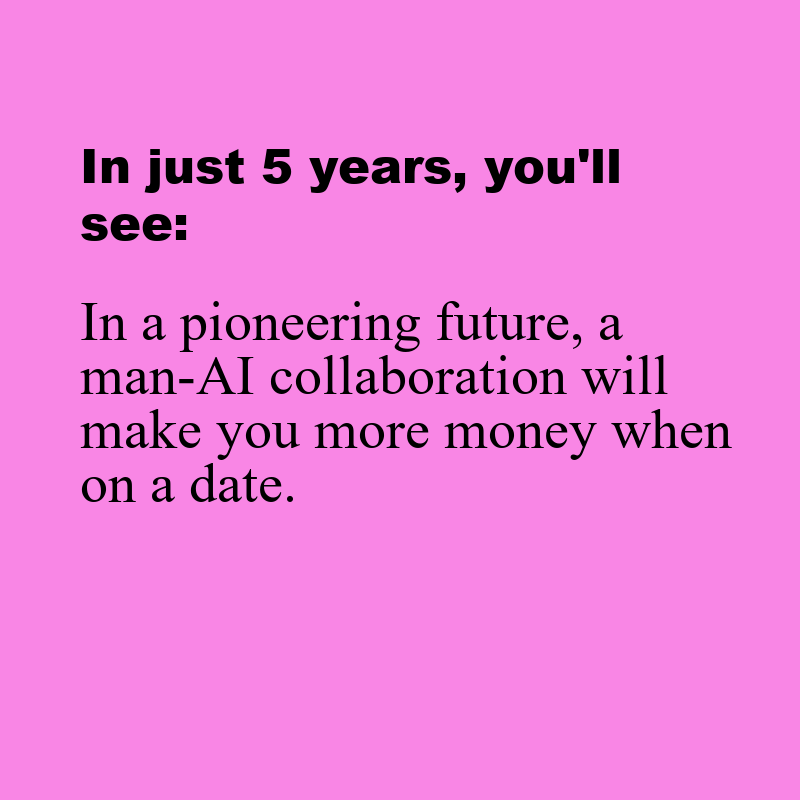 In just 5 years, you'll
see:
In a pioneering future, a
man-AI collaboration will
make you more money when
on a date.